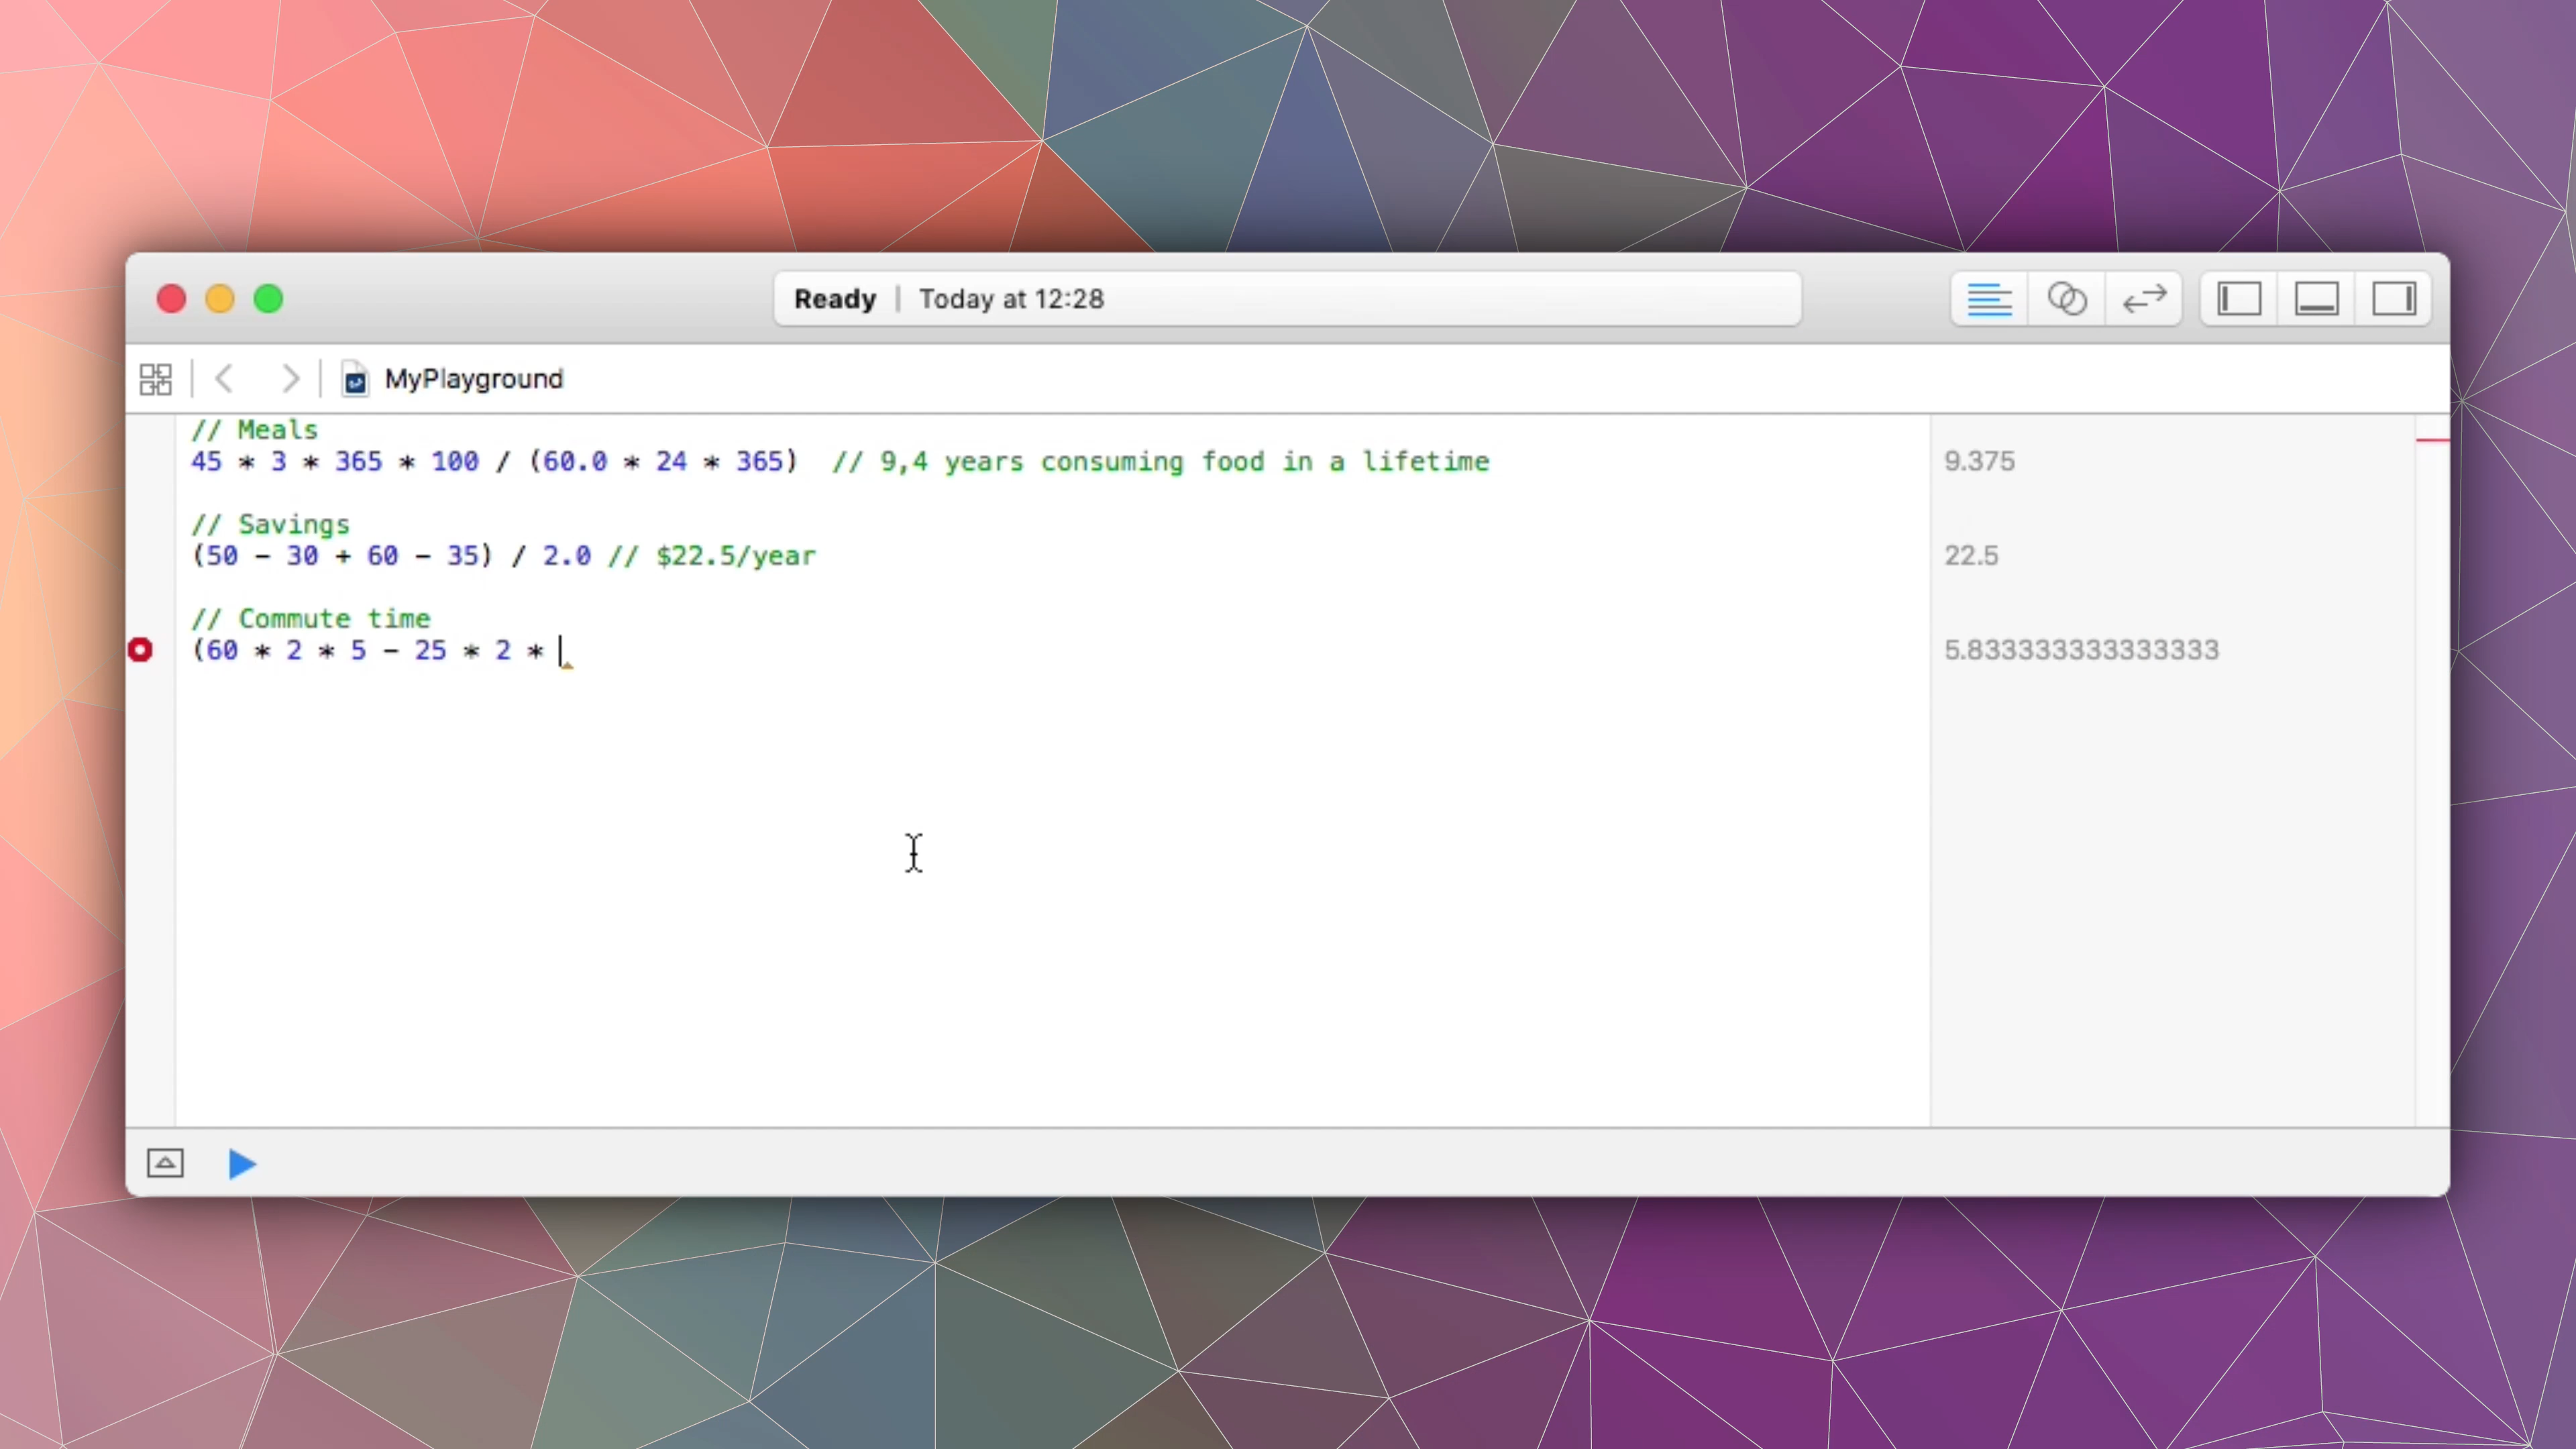 Ready | Today at 12:28
MyPlayground
// Meals
45 * 3 * 365 * 100 / (60.0 * 24 * 365)  // 9,4 years consuming food in a lifetime
9.375
// Savings
(50 - 30 + 60 - 35) / 2.0 // $22.5/year
22.5
// Commute time
(60 * 2 * 5 - 25 * 2 *
5.833333333333333